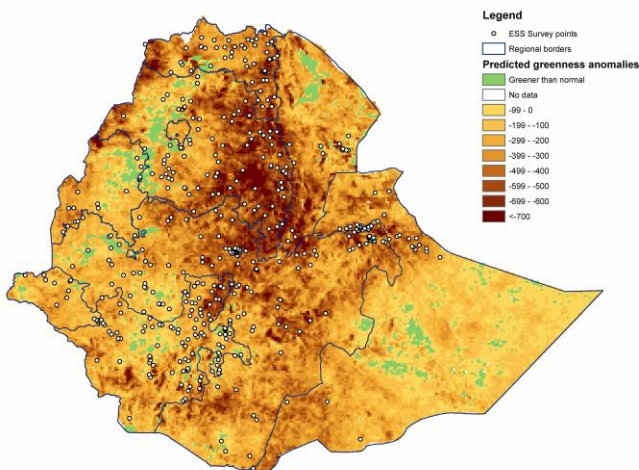 Legend
ESS Survey points
Regional borders
Predicted greenness anomalies
Greener than normal
No data
-99 - 0
-199 - -100
-299 - -200
-399 - -300
-499 - -400
-599 - -500
-699 - -600
<-700